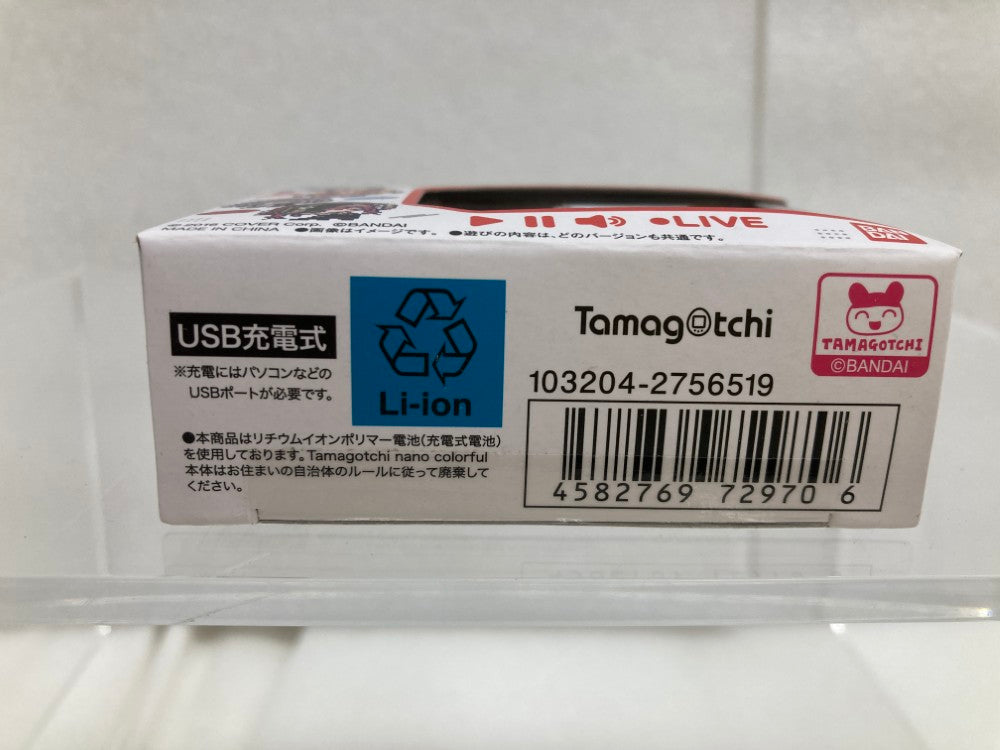 ▶ ⏸ 🔊 ●LIVE
BAN
DAI
© 2016 COVER Corp. ©BANDAI
MADE IN CHINA ●画像はイメージです。 ●遊びの内容は、どのバージョンも共通です。
USB充電式
※充電にはパソコンなどの
USBポートが必要です。
Li-ion
●本商品はリチウムイオンポリマー電池(充電式電池)
を使用しております。Tamagotchi nano colorful
本体はお住まいの自治体のルールに従って廃棄して
ください。
Tamagotchi
TAMAGOTCHI
©BANDAI
103204-2756519
4582769 72970 6